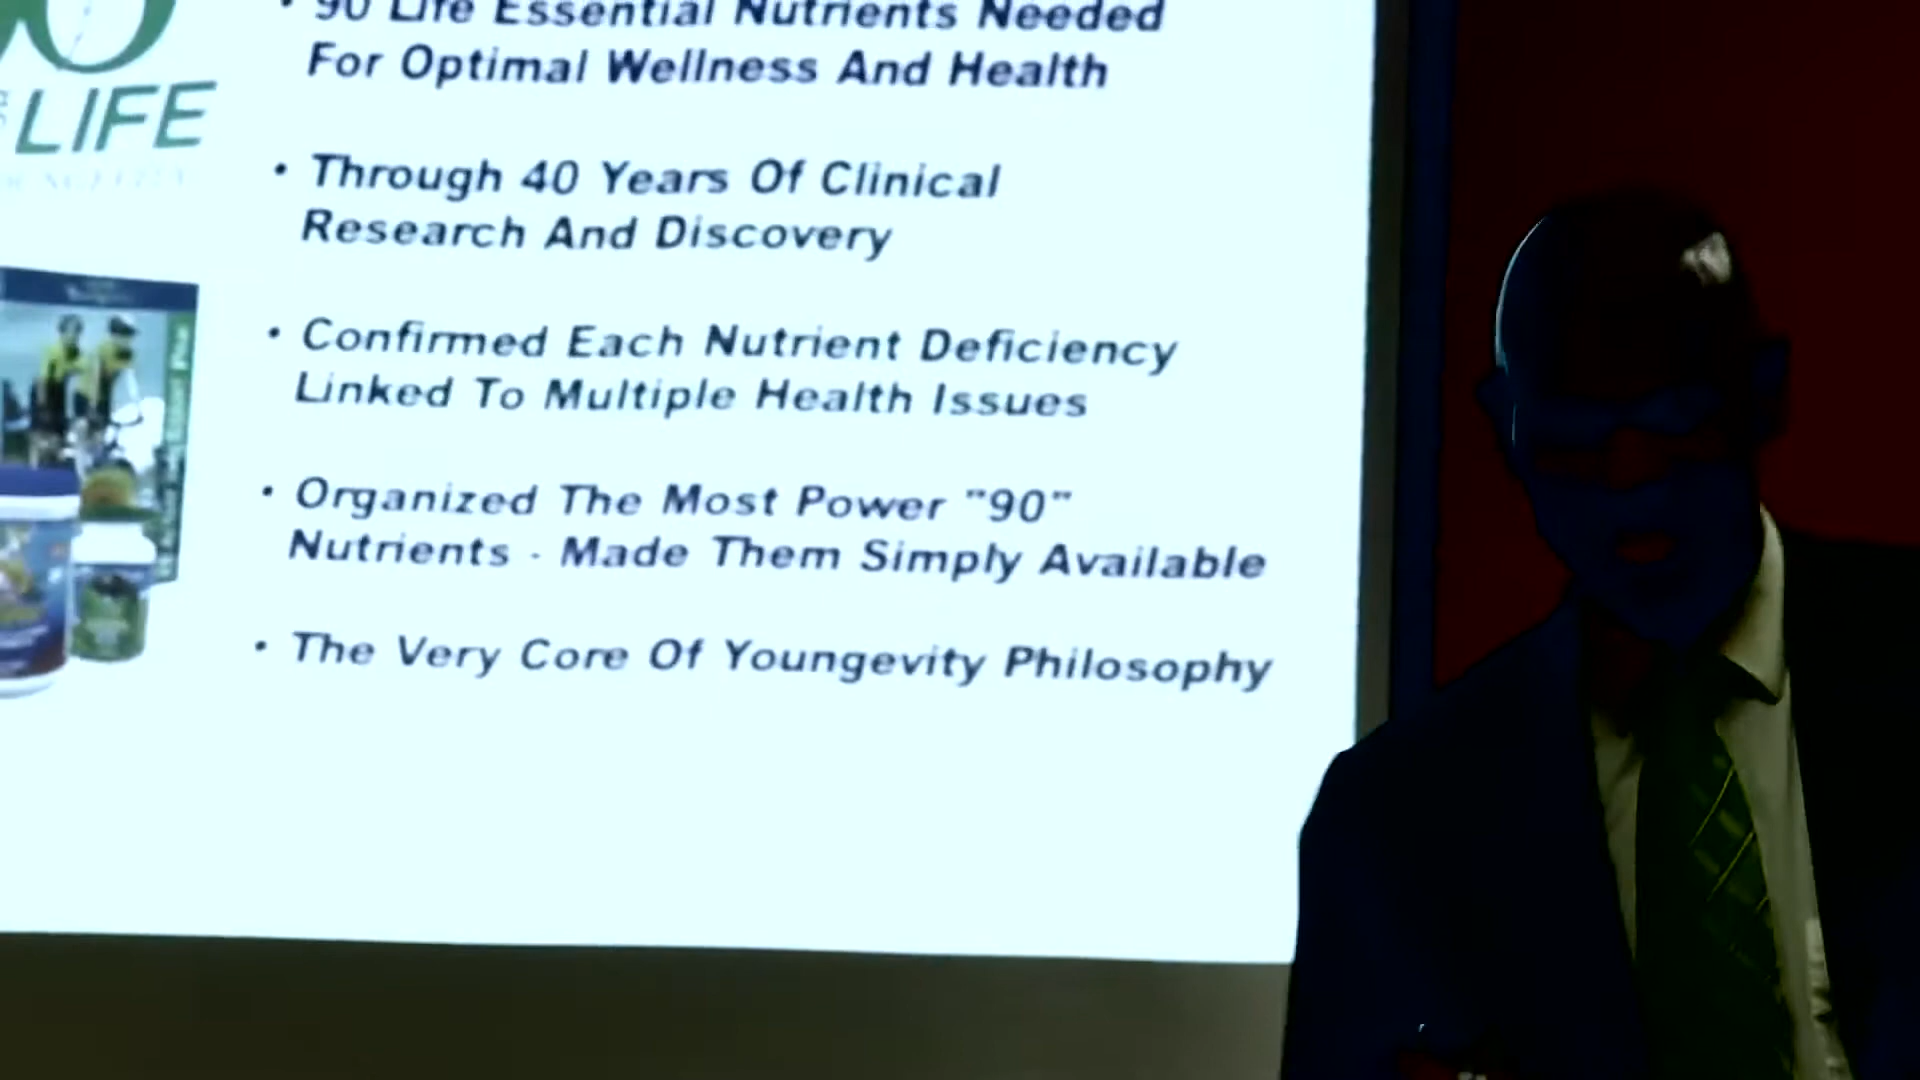 90 Life Essential Nutrients Needed
For Optimal Wellness And Health
LIFE
• Through 40 Years Of Clinical
Research And Discovery
• Confirmed Each Nutrient Deficiency
Linked To Multiple Health Issues
• Organized The Most Power "90"
Nutrients - Made Them Simply Available
• The Very Core Of Youngevity Philosophy